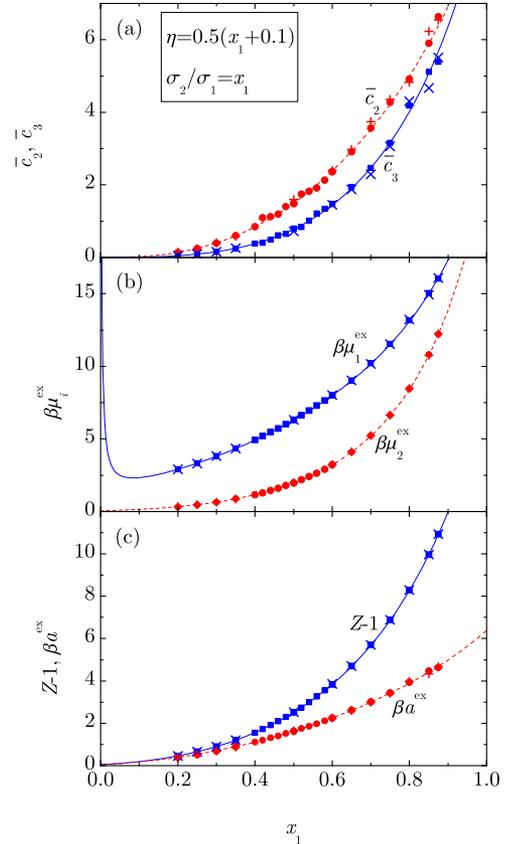 (a)
η=0.5(x₁+0.1)
σ₂/σ₁=x₁
6
4
2
0
c̅₂, c̅₃
c̅₂
c̅₃
(b)
15
10
5
0
βμᵢᵉˣ
βμ₁ᵉˣ
βμ₂ᵉˣ
(c)
10
8
6
4
2
0
Z-1, βaᵉˣ
Z-1
βaᵉˣ
0.0 0.2 0.4 0.6 0.8 1.0
x₁